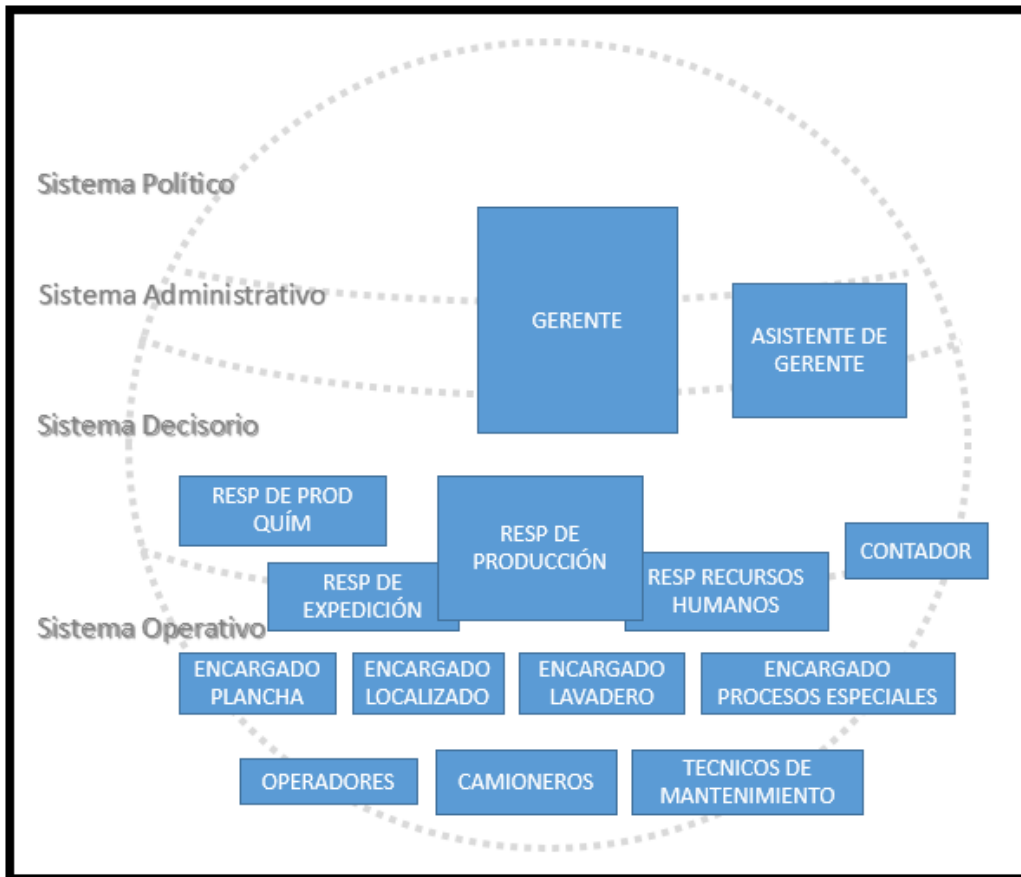 Sistema Político
Sistema Administrativo
GERENTE
ASISTENTE DE
GERENTE
Sistema Decisorio
RESP DE PROD
QUÍM
RESP DE
PRODUCCIÓN
CONTADOR
RESP DE
EXPEDICIÓN
RESP RECURSOS
HUMANOS
Sistema Operativo
ENCARGADO
PLANCHA
ENCARGADO
LOCALIZADO
ENCARGADO
LAVADERO
ENCARGADO
PROCESOS ESPECIALES
OPERADORES
CAMIONEROS
TECNICOS DE
MANTENIMIENTO